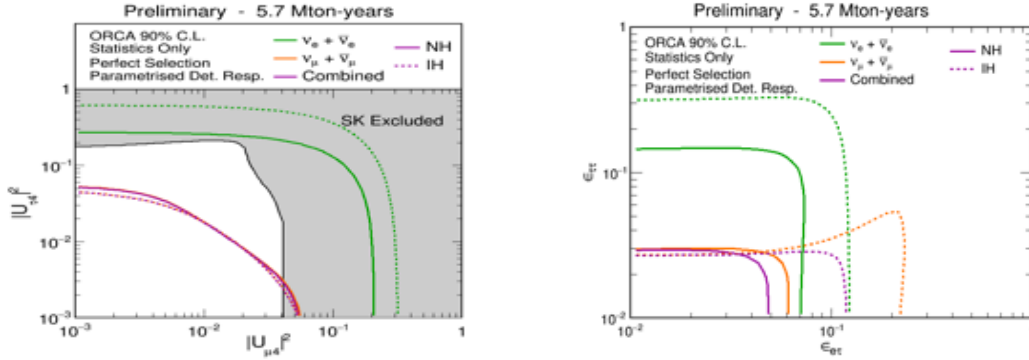 Preliminary - 5.7 Mton-years
ORCA 90% C.L.
Statistics Only
Perfect Selection
Parametrised Det. Resp.
νe + ν̅e
νμ + ν̅μ
Combined
NH
IH
SK Excluded
1
10⁻¹
10⁻²
10⁻³
|Uτ4|²
10⁻³
10⁻²
10⁻¹
1
|Uμ4|²
Preliminary - 5.7 Mton-years
ORCA 90% C.L.
Statistics Only
Perfect Selection
Parametrised Det. Resp.
νe + ν̅e
νμ + ν̅μ
Combined
NH
IH
1
10⁻¹
10⁻²
ϵττ
10⁻²
10⁻¹
ϵeτ